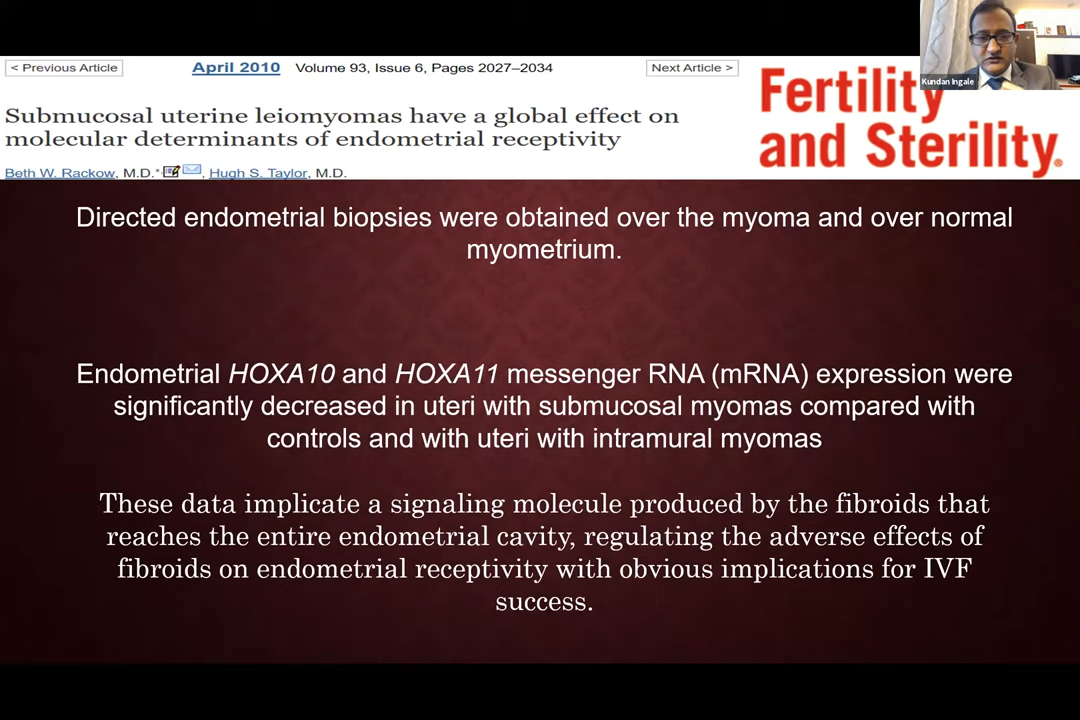 Kundan Ingale
< Previous Article
April 2010 Volume 93, Issue 6, Pages 2027–2034
Next Article >
Submucosal uterine leiomyomas have a global effect on
molecular determinants of endometrial receptivity
Beth W. Rackow, M.D.*, Hugh S. Taylor, M.D.
Fertility
and Sterility.
Directed endometrial biopsies were obtained over the myoma and over normal
myometrium.
Endometrial HOXA10 and HOXA11 messenger RNA (mRNA) expression were
significantly decreased in uteri with submucosal myomas compared with
controls and with uteri with intramural myomas
These data implicate a signaling molecule produced by the fibroids that
reaches the entire endometrial cavity, regulating the adverse effects of
fibroids on endometrial receptivity with obvious implications for IVF
success.